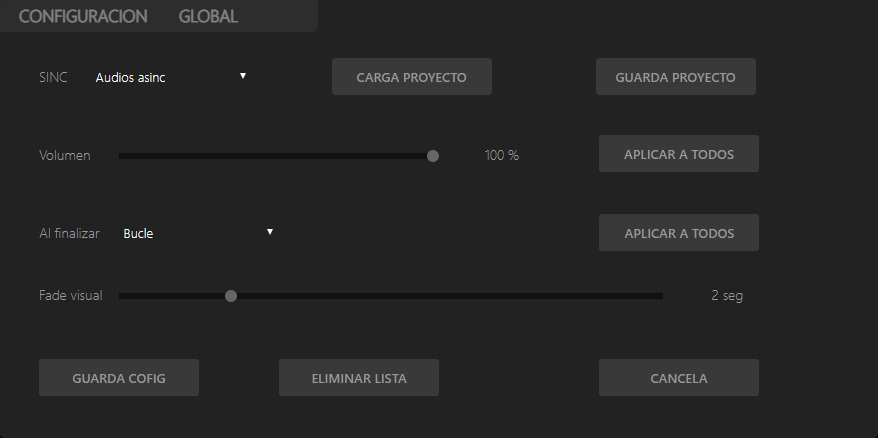 CONFIGURACION GLOBAL
SINC Audios asinc CARGA PROYECTO GUARDA PROYECTO
Volumen 100 % APLICAR A TODOS
Al finalizar Bucle APLICAR A TODOS
Fade visual 2 seg
GUARDA COFIG ELIMINAR LISTA CANCELA